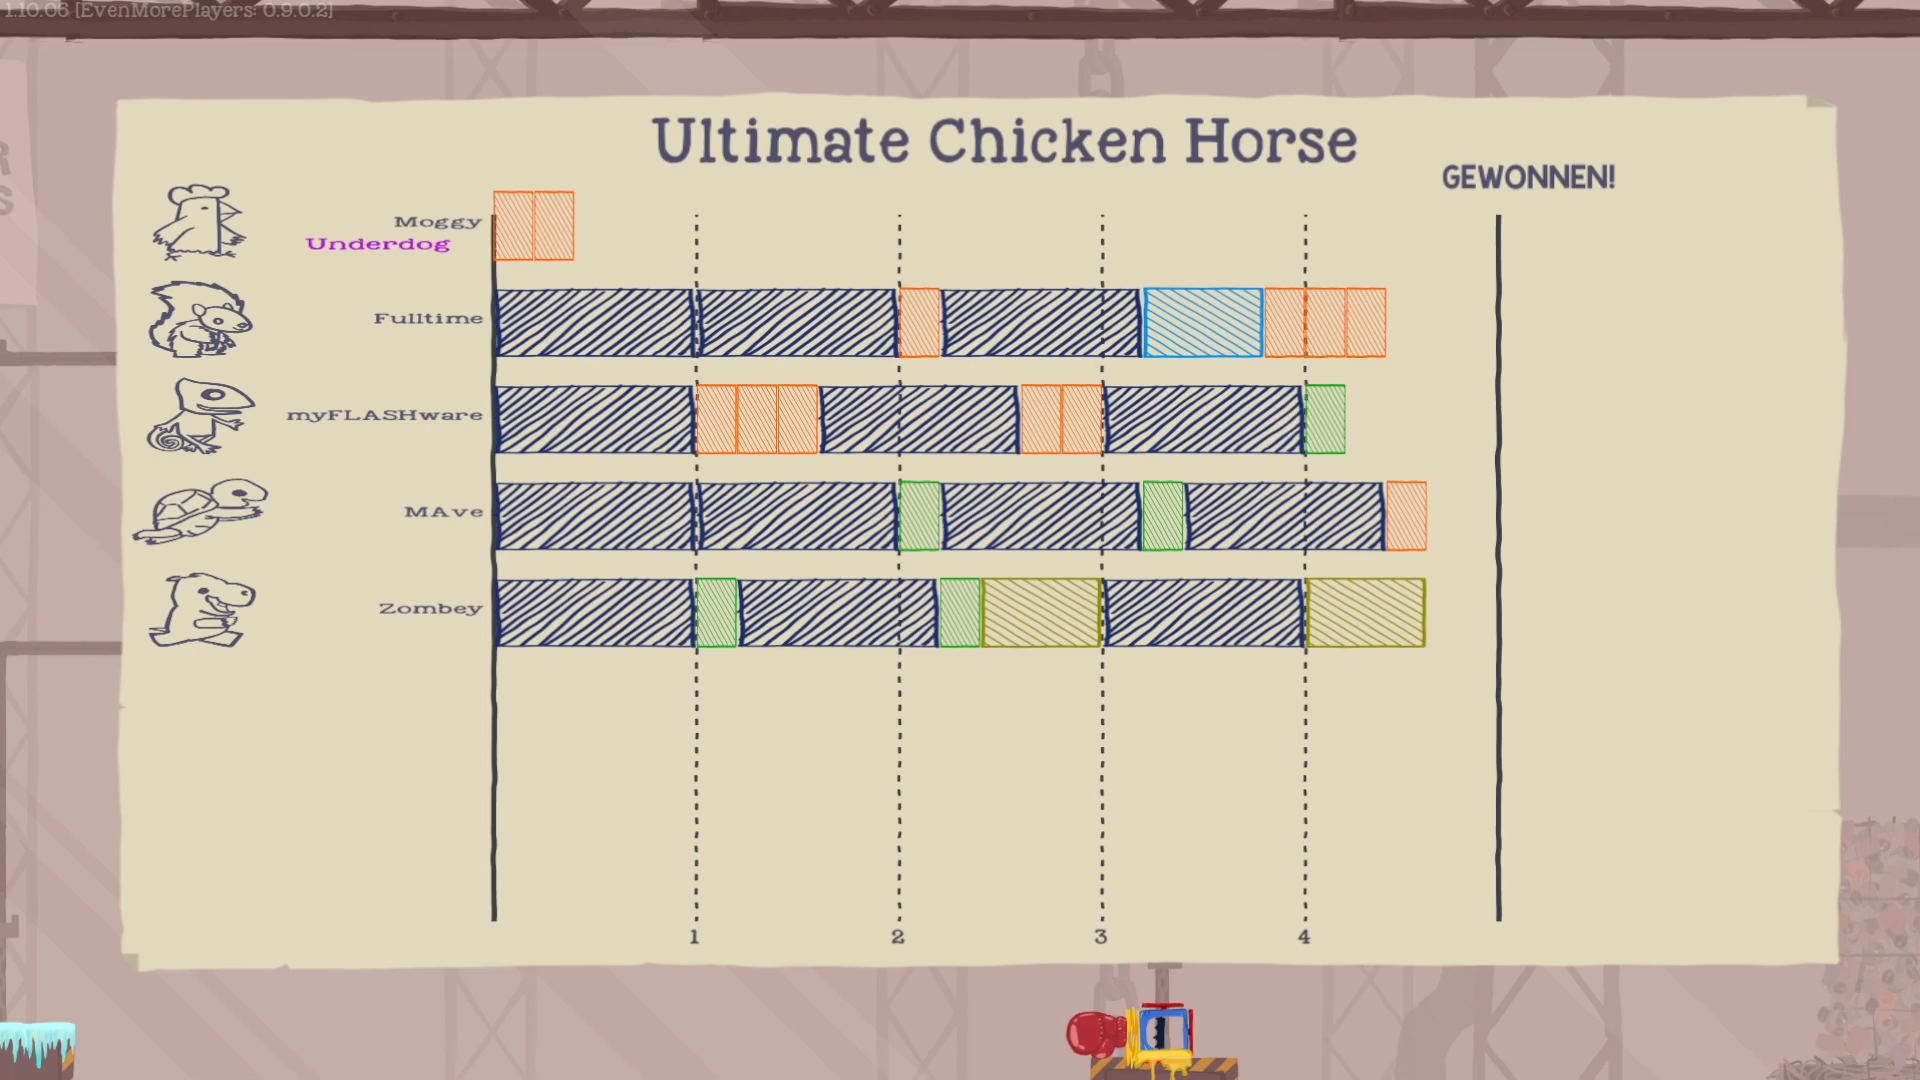 1.10.06 [EvenMorePlayers: 0.9.0.2]
Ultimate Chicken Horse
GEWONNEN!
Moggy
Underdog
Fulltime
myFLASHware
MAve
Zombey
1 2 3 4
R
S